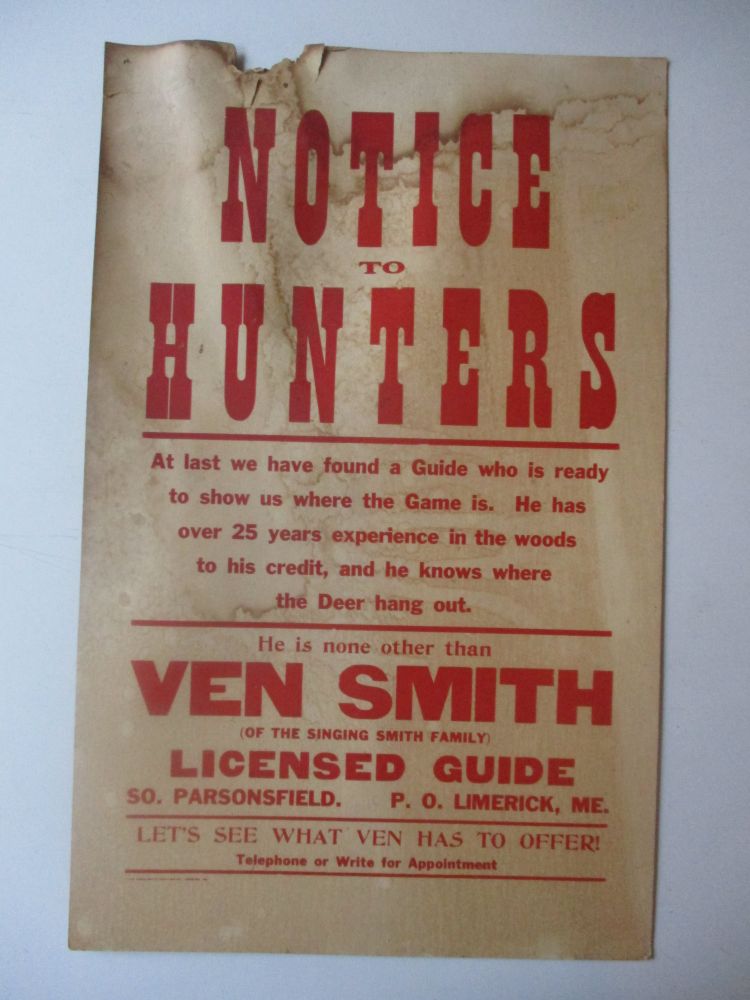 NOTICE
TO
HUNTERS
At last we have found a Guide who is ready
to show us where the Game is. He has
over 25 years experience in the woods
to his credit, and he knows where
the Deer hang out.
He is none other than
VEN SMITH
(OF THE SINGING SMITH FAMILY)
LICENSED GUIDE
SO. PARSONSFIELD. P. O. LIMERICK, ME.
LET'S SEE WHAT VEN HAS TO OFFER!
Telephone or Write for Appointment